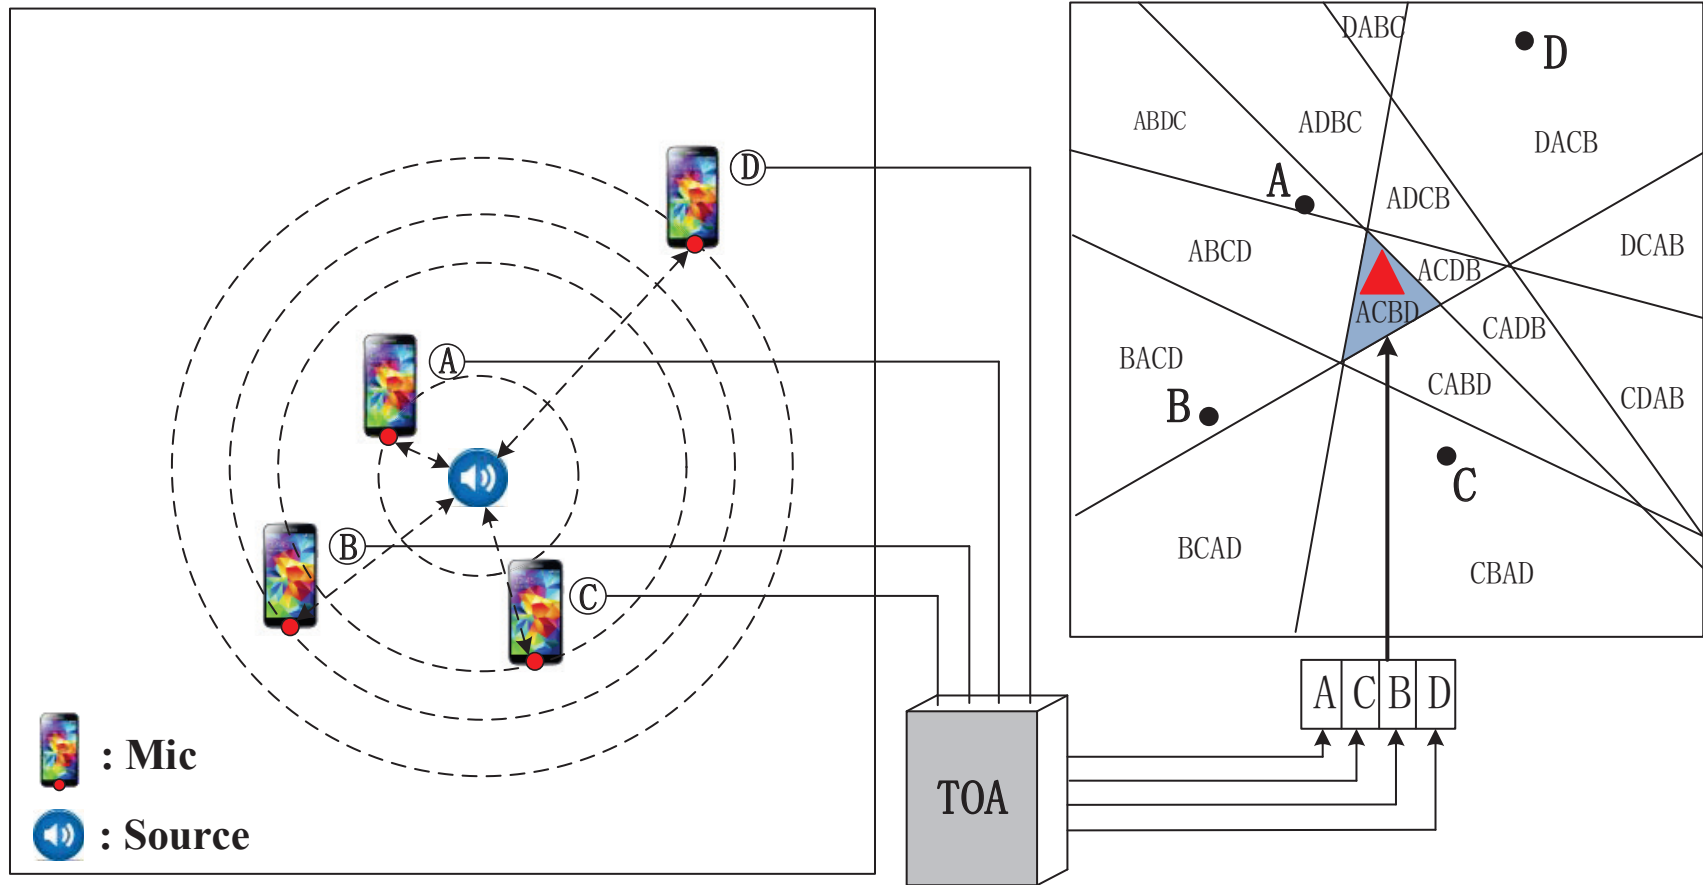 D
A
B
C
: Mic
: Source
TOA
DABC
D
ABDC
ADBC
DACB
A
ADCB
ABCD
ACDB
DCAB
ACBD
CADB
BACD
CABD
B
CDAB
C
BCAD
CBAD
A C B D